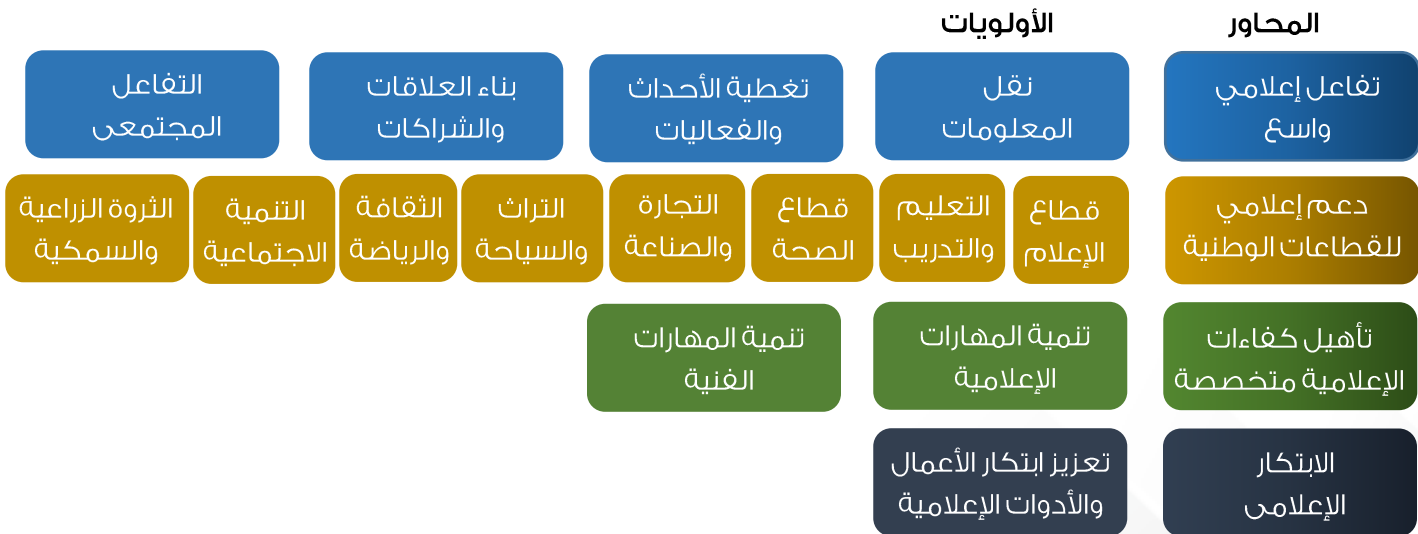 المحاور
الأولويات
تفاعل إعلامي
واسع
نقل
المعلومات
تغطية الأحداث
والفعاليات
بناء العلاقات
والشراكات
التفاعل
المجتمعى
دعم إعلامي
للقطاعات الوطنية
قطاع
الإعلام
التعليم
والتدريب
قطاع
الصحة
التجارة
والصناعة
التراث
والسياحة
الثقافة
والرياضة
التنمية
الاجتماعية
الثروة الزراعية
والسمكية
تأهيل كفاءات
الإعلامية متخصصة
تنمية المهارات
الإعلامية
تنمية المهارات
الفنية
الابتكار
الإعلامى
تعزيز ابتكار الأعمال
والأدوات الإعلامية